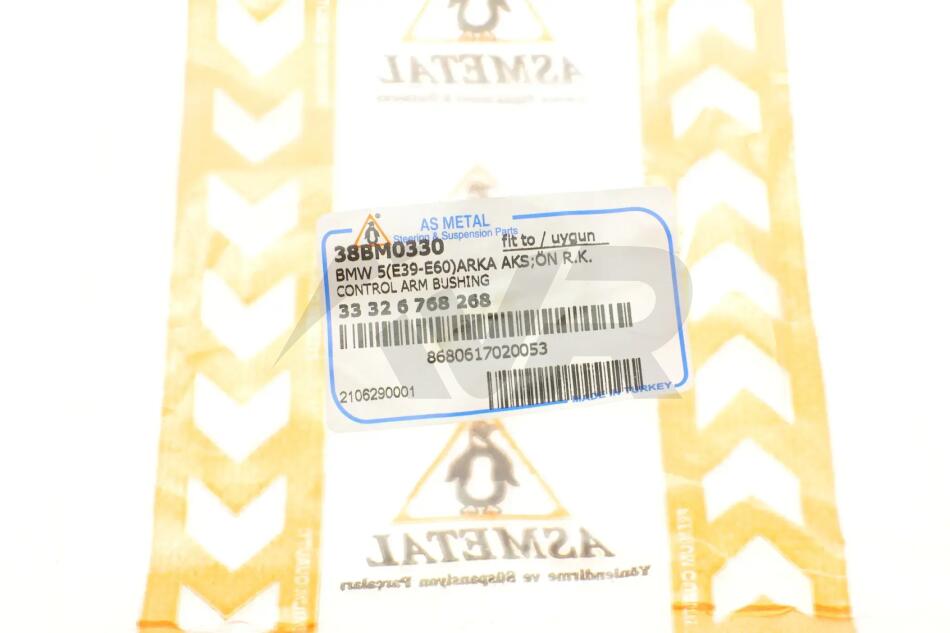 ASMETAL
AS METAL
Steering & Suspension Parts
38BM0330 fit to / uygun
BMW 5(E39-E60)ARKA AKS;ÖN R.K.
CONTROL ARM BUSHING
33 32 6 768 268
8680617020053
2106290001
MADE IN TURKEY
AVR
ASMETAL
Yönlendirme ve Süspansiyon Parçaları